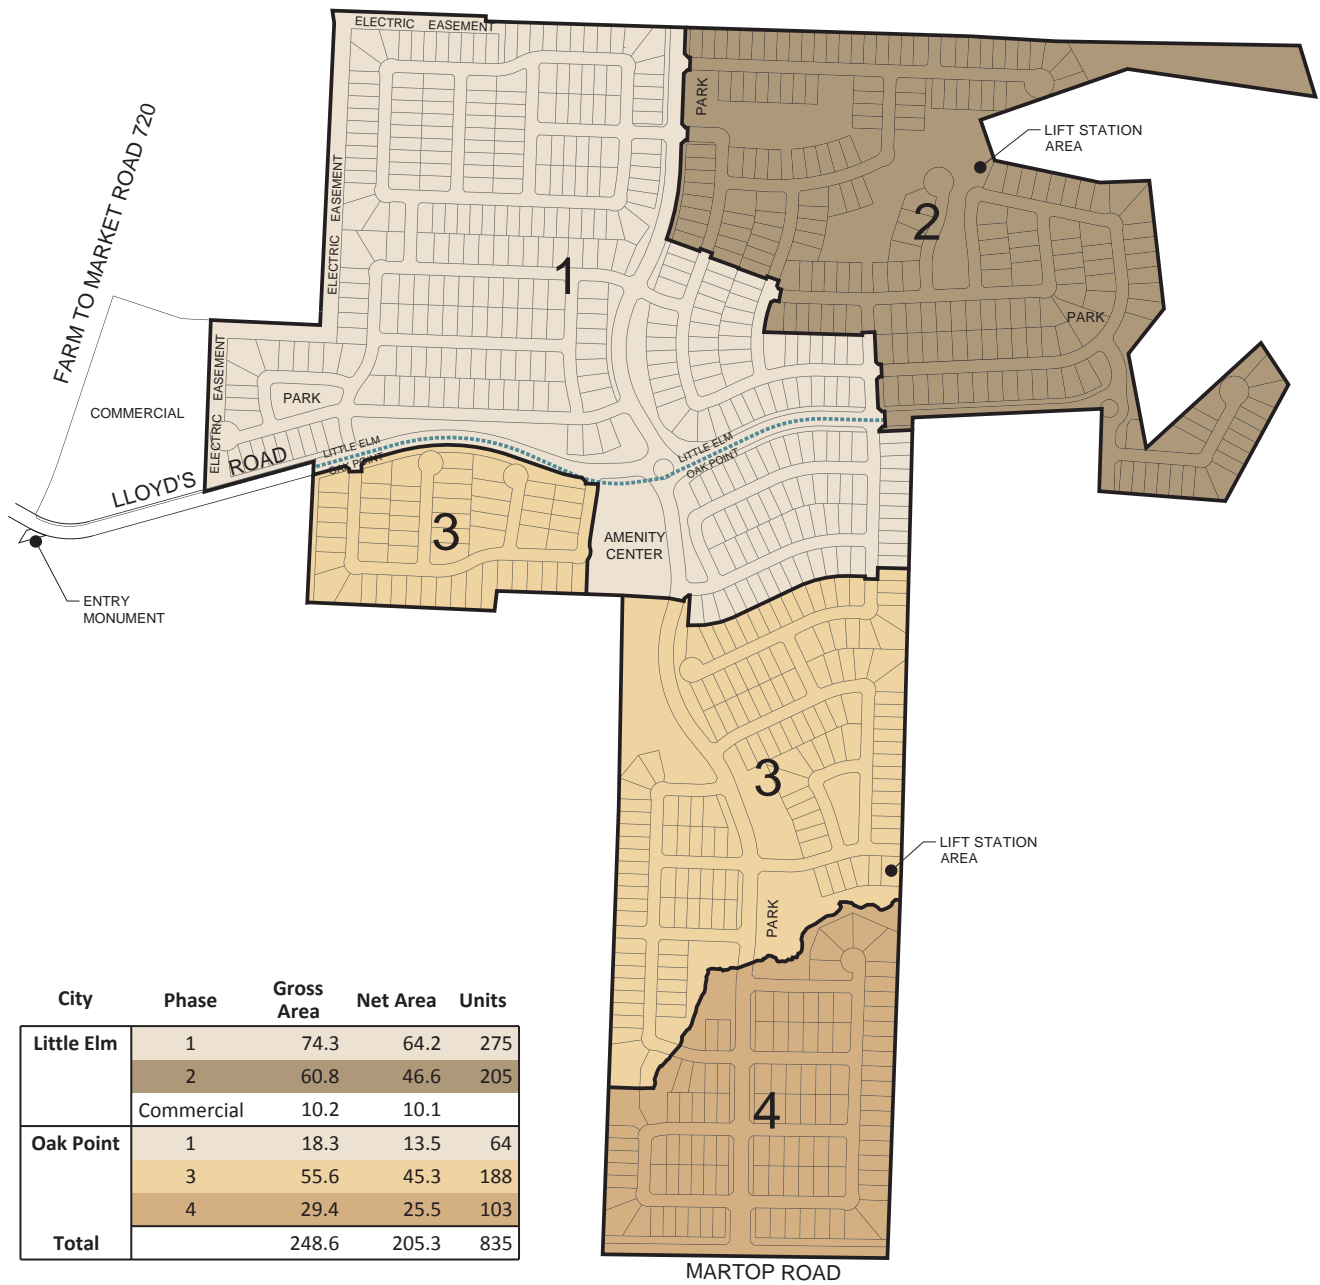 ELECTRIC EASEMENT
PARK
FARM TO MARKET ROAD 720
LIFT STATION
AREA
ELECTRIC EASEMENT
2
1
PARK
ELECTRIC EASEMENT
PARK
COMMERCIAL
LITTLE ELM
OAK POINT
LITTLE ELM
OAK POINT
LLOYD'S ROAD
3
AMENITY
CENTER
ENTRY
MONUMENT
3
LIFT STATION
AREA
PARK
4
City Phase Gross Area Net Area Units
Little Elm 1 74.3 64.2 275
2 60.8 46.6 205
Commercial 10.2 10.1
Oak Point 1 18.3 13.5 64
3 55.6 45.3 188
4 29.4 25.5 103
Total 248.6 205.3 835
MARTOP ROAD